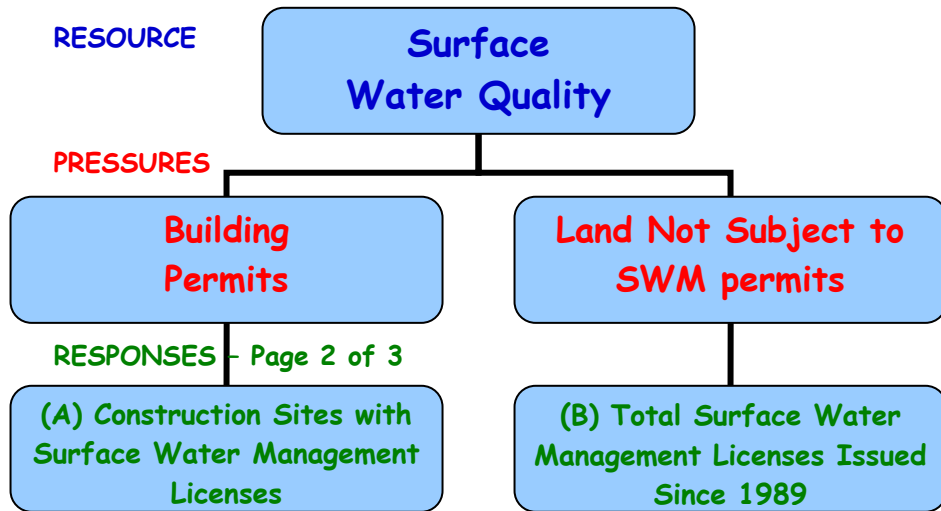 RESOURCE
Surface
Water Quality
PRESSURES
Building
Permits
Land Not Subject to
SWM permits
RESPONSES – Page 2 of 3
(A) Construction Sites with
Surface Water Management
Licenses
(B) Total Surface Water
Management Licenses Issued
Since 1989